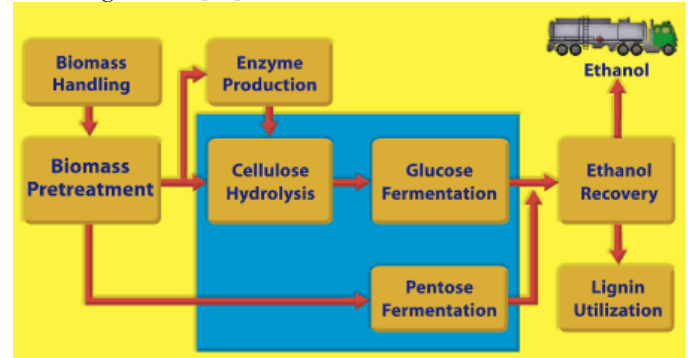 Biomass
Handling
Enzyme
Production
Ethanol
Biomass
Pretreatment
Cellulose
Hydrolysis
Glucose
Fermentation
Ethanol
Recovery
Pentose
Fermentation
Lignin
Utilization